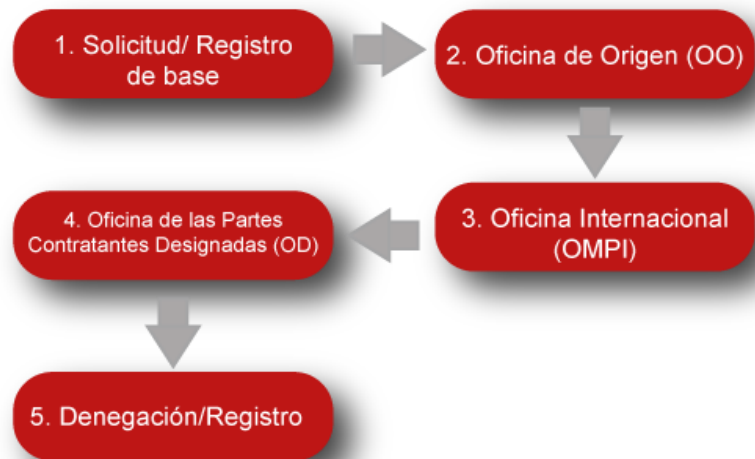 1. Solicitud/ Registro
de base
2. Oficina de Origen (OO)
3. Oficina Internacional
(OMPI)
4. Oficina de las Partes
Contratantes Designadas (OD)
5. Denegación/Registro